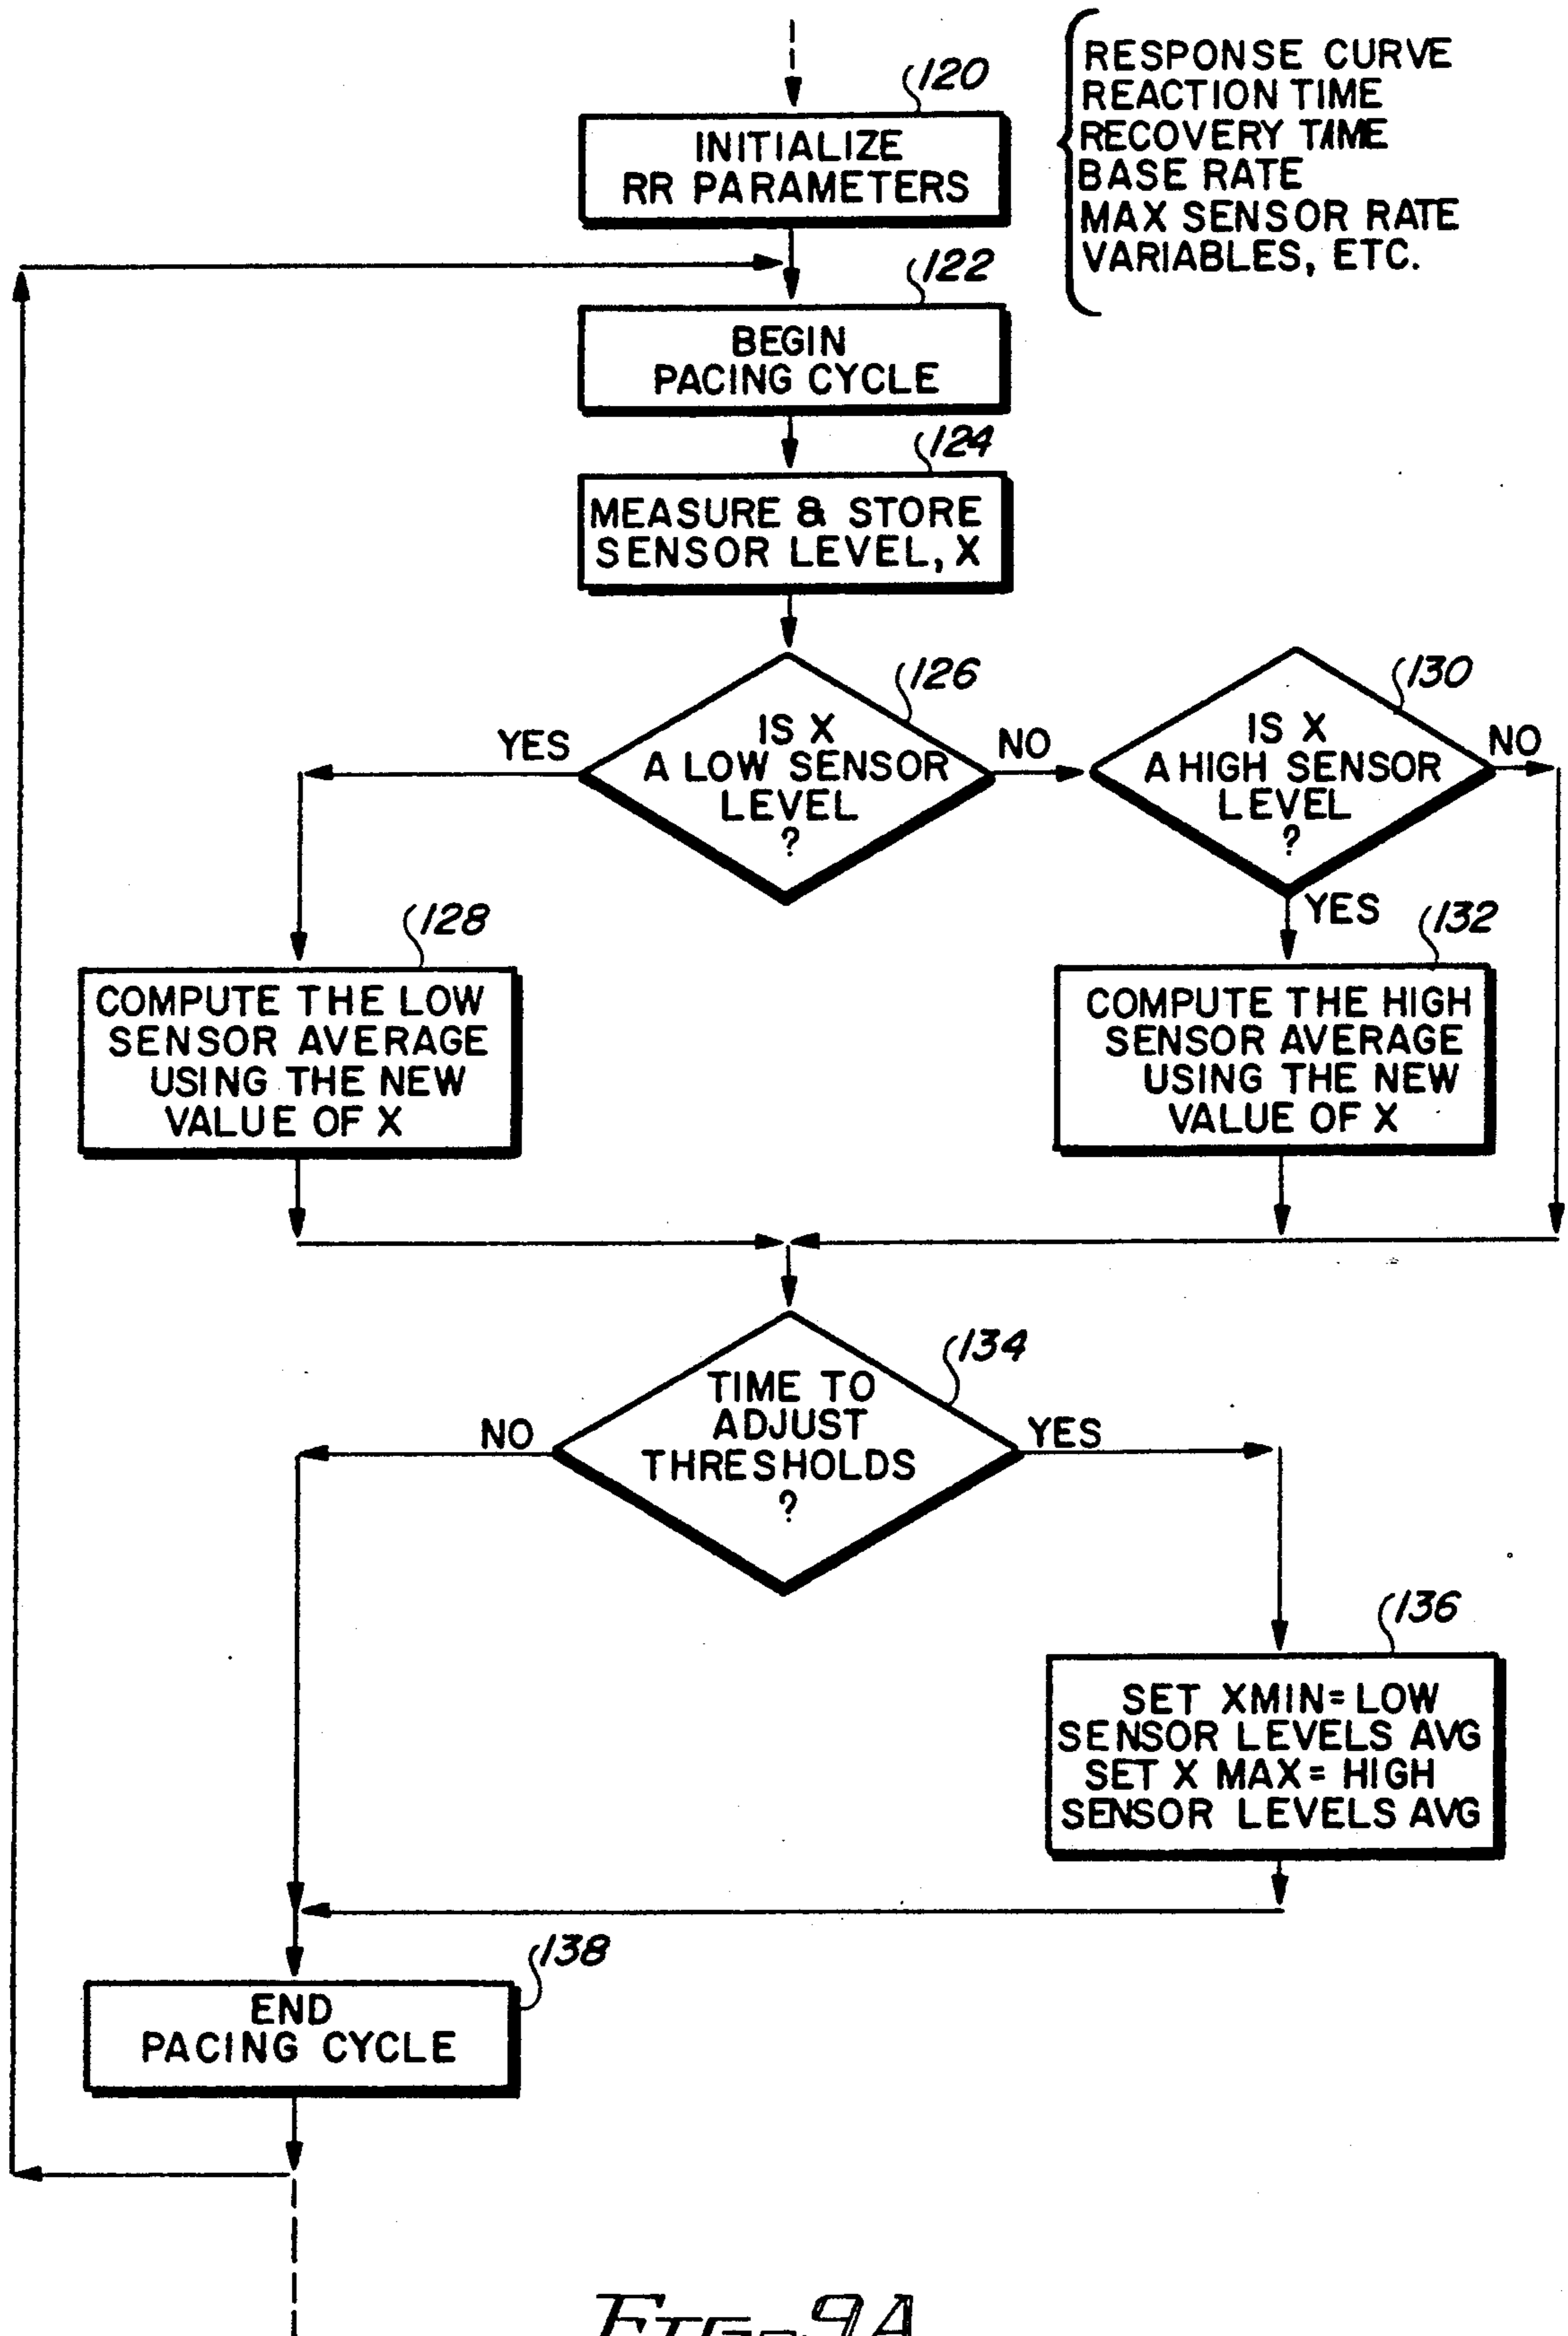 120
INITIALIZE
RR PARAMETERS
RESPONSE CURVE
REACTION TIME
RECOVERY TIME
BASE RATE
MAX SENSOR RATE
VARIABLES, ETC.
122
BEGIN
PACING CYCLE
124
MEASURE & STORE
SENSOR LEVEL, X
126
IS X
A LOW SENSOR
LEVEL
?
YES
NO
130
IS X
A HIGH SENSOR
LEVEL
?
NO
YES
128
COMPUTE THE LOW
SENSOR AVERAGE
USING THE NEW
VALUE OF X
132
COMPUTE THE HIGH
SENSOR AVERAGE
USING THE NEW
VALUE OF X
134
TIME TO
ADJUST
THRESHOLDS
?
NO
YES
136
SET XMIN = LOW
SENSOR LEVELS AVG
SET X MAX = HIGH
SENSOR LEVELS AVG
138
END
PACING CYCLE
FIG. 9A